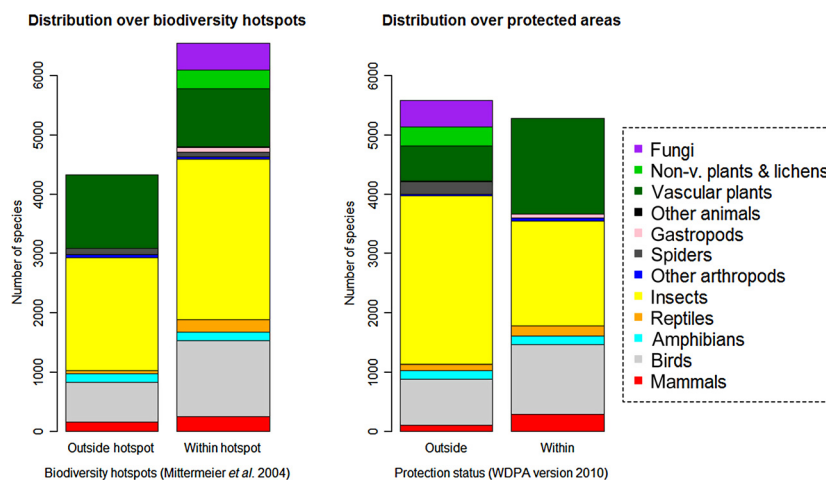 Distribution over biodiversity hotspots
Number of species
0
1000
2000
3000
4000
5000
6000
Outside hotspot
Within hotspot
Biodiversity hotspots (Mittermeier et al. 2004)
Distribution over protected areas
Number of species
0
1000
2000
3000
4000
5000
6000
Outside
Within
Protection status (WDPA version 2010)
Fungi
Non-v. plants & lichens
Vascular plants
Other animals
Gastropods
Spiders
Other arthropods
Insects
Reptiles
Amphibians
Birds
Mammals